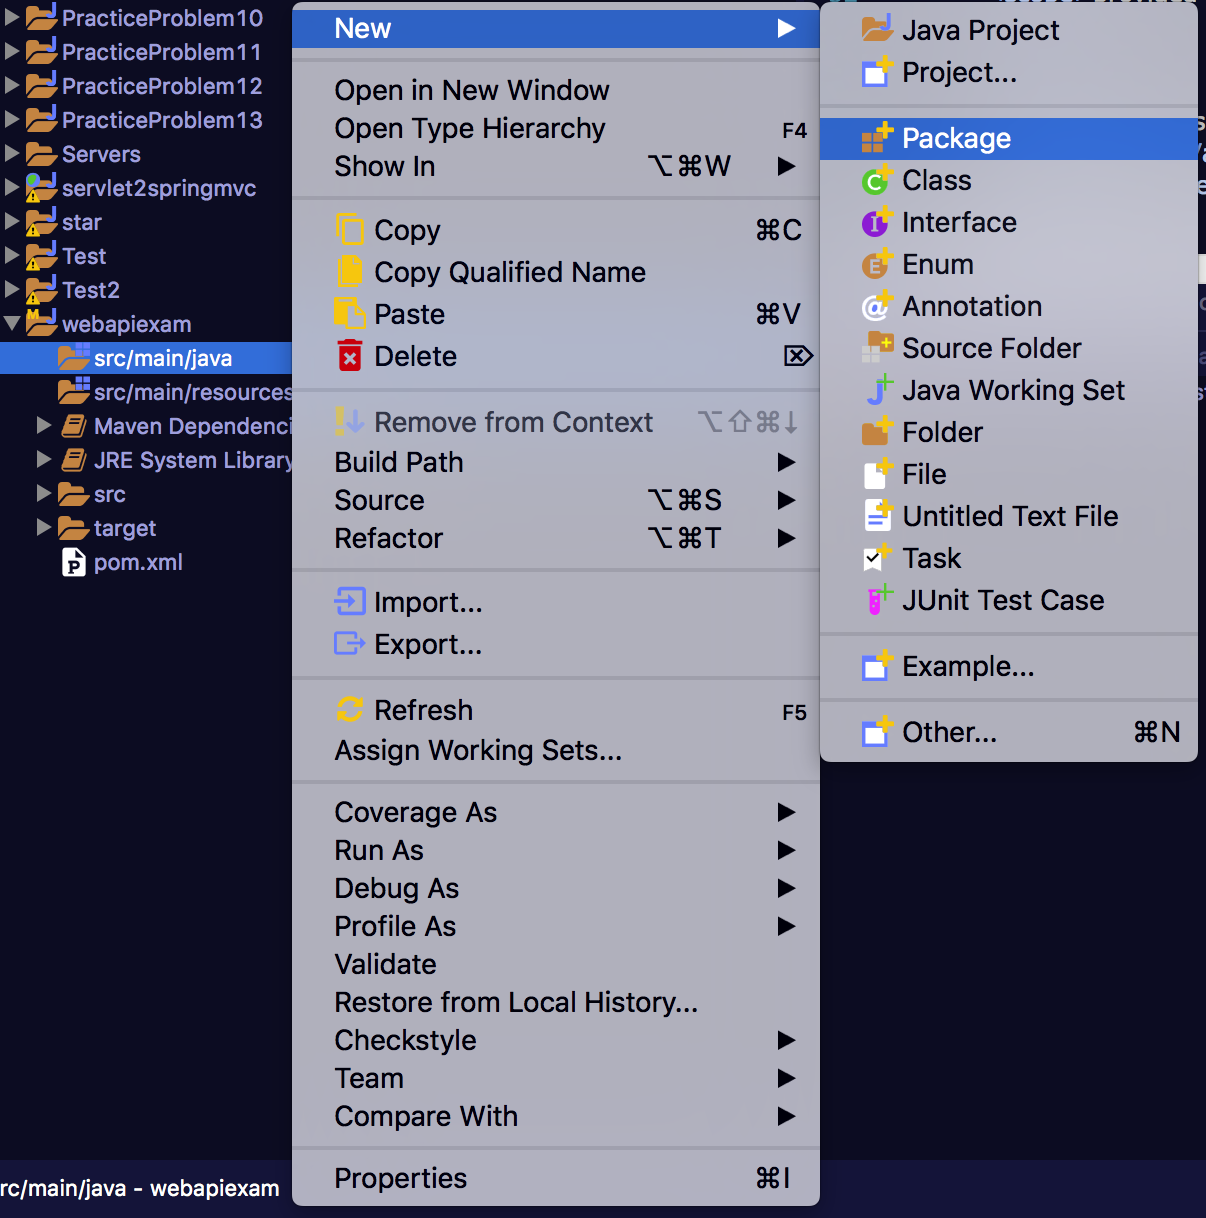 PracticeProblem10
PracticeProblem11
PracticeProblem12
PracticeProblem13
Servers
servlet2springmvc
star
Test
Test2
webapiexam
src/main/java
src/main/resources
Maven Dependenci
JRE System Library
src
target
pom.xml
rc/main/java - webapiexam
New
Open in New Window
Open Type Hierarchy F4
Show In ⌥⌘W
Copy ⌘C
Copy Qualified Name
Paste ⌘V
Delete ⌦
Remove from Context ⌥⇧⌘↓
Build Path
Source ⌥⌘S
Refactor ⌥⌘T
Import...
Export...
Refresh F5
Assign Working Sets...
Coverage As
Run As
Debug As
Profile As
Validate
Restore from Local History...
Checkstyle
Team
Compare With
Properties ⌘I
Java Project
Project...
Package
Class
Interface
Enum
Annotation
Source Folder
Java Working Set
Folder
File
Untitled Text File
Task
JUnit Test Case
Example...
Other... ⌘N